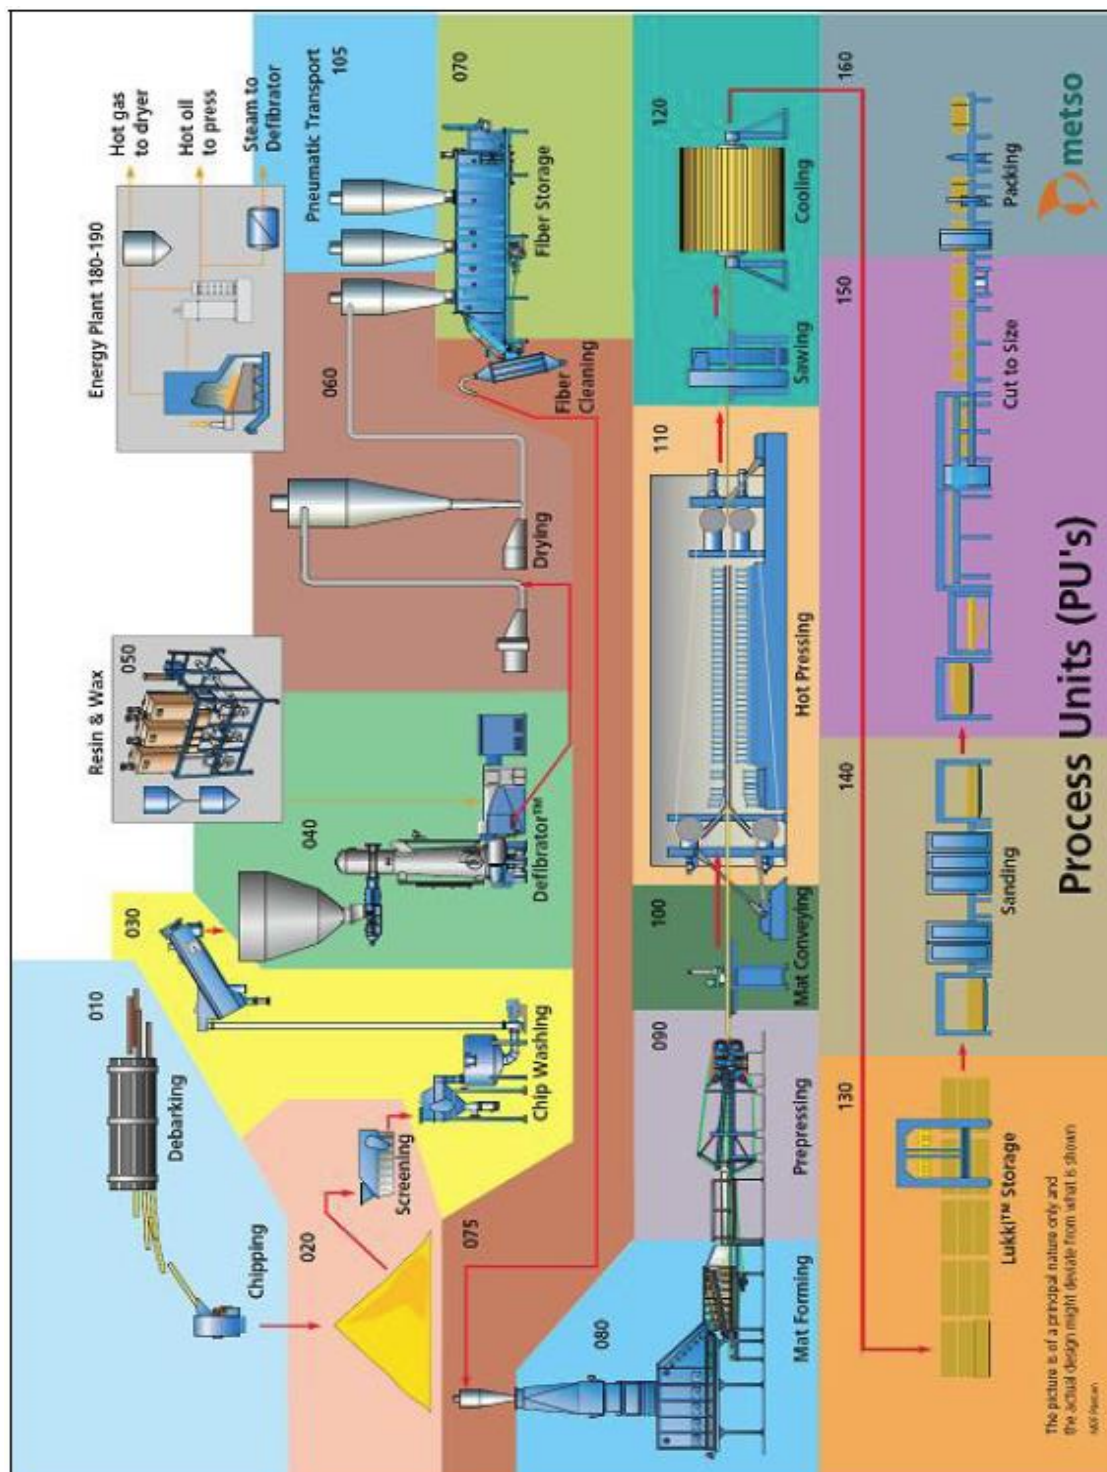 010
Debarking
Chipping
020
Screening
030
Chip Washing
040
Defibrator™
Resin & Wax
050
Drying
060
Energy Plant 180-190
Hot gas
to dryer
Hot oil
to press
Steam to
Defibrator
Pneumatic Transport
105
070
Fiber Storage
Fiber
Cleaning
075
080
Mat Forming
090
Prepressing
100
Mat Conveying
110
Hot Pressing
Sawing
120
Cooling
130
Lukki™ Storage
140
Sanding
150
Cut to Size
160
Packing
The picture is of a principal nature only and
the actual design might deviate from what is shown
Process Units (PU's)
metso